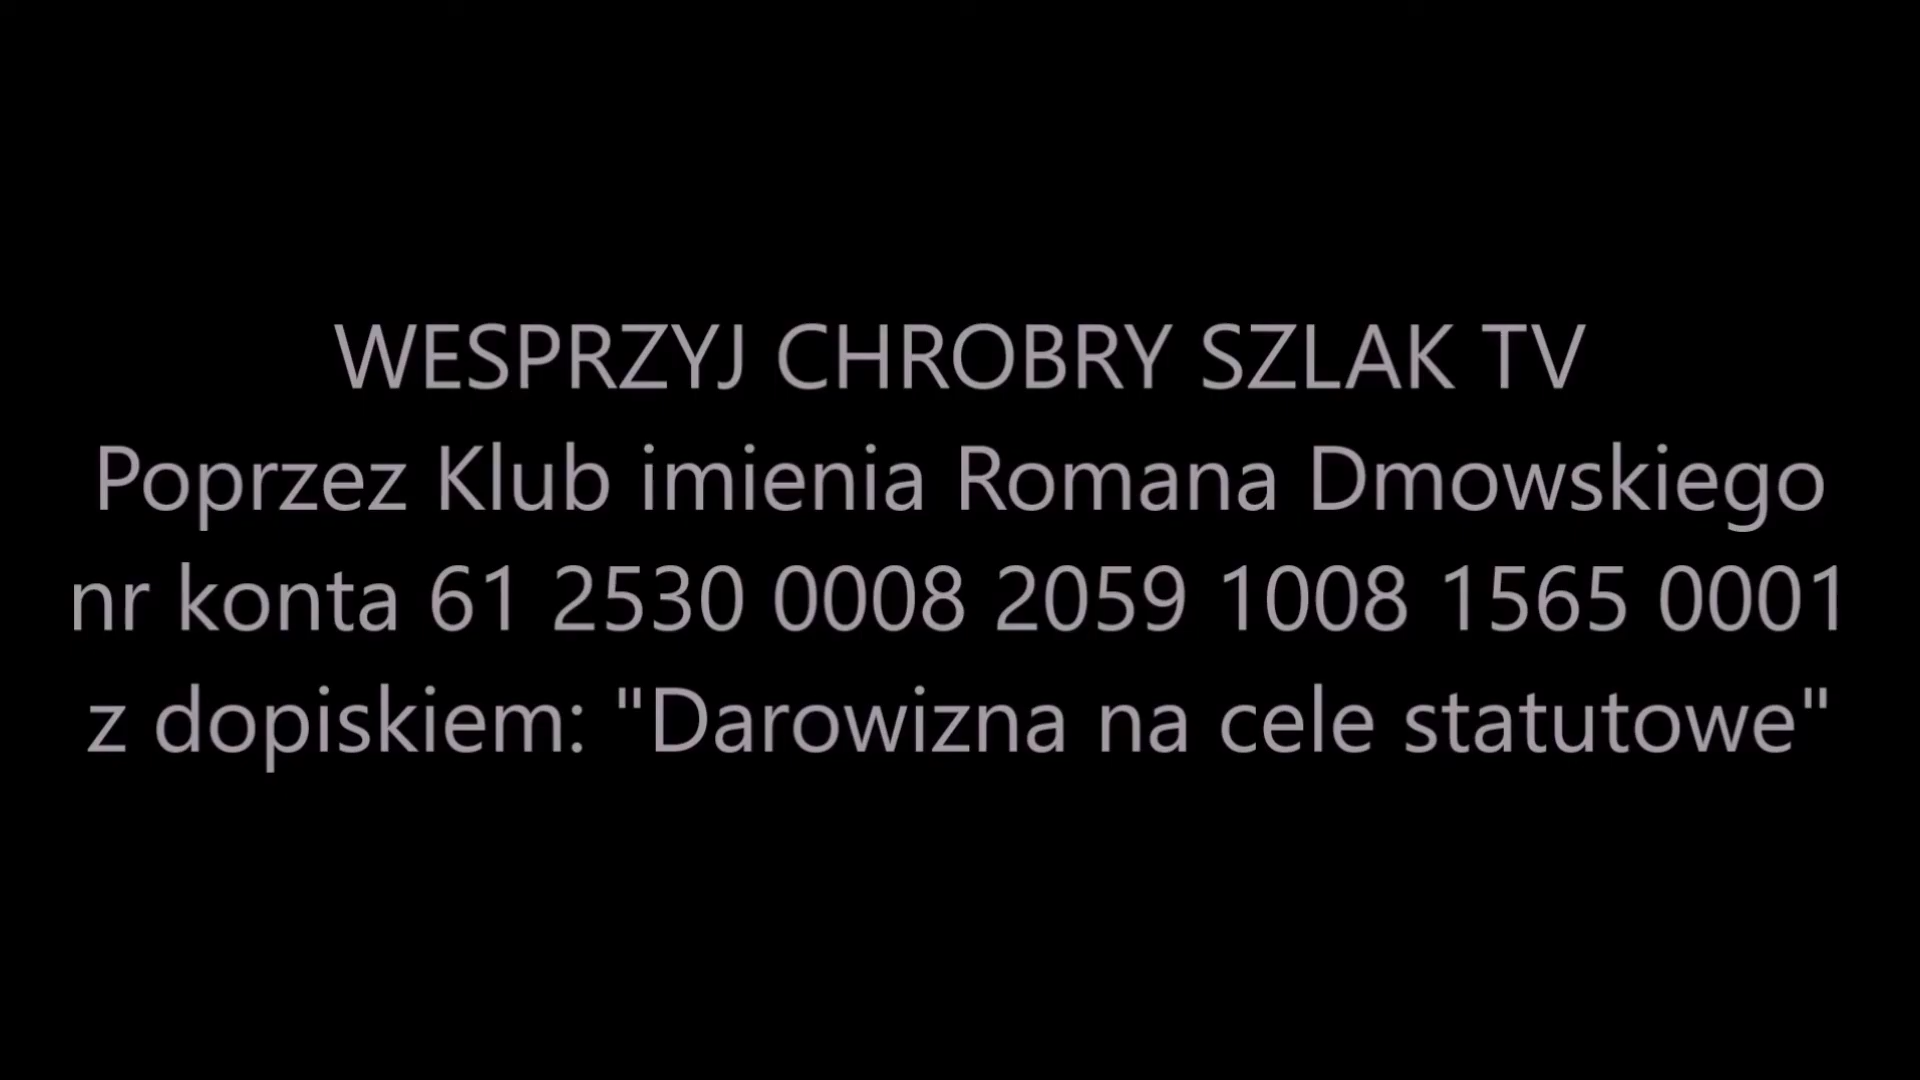 WESPRZYJ CHROBRY SZLAK TV
Poprzez Klub imienia Romana Dmowskiego
nr konta 61 2530 0008 2059 1008 1565 0001
z dopiskiem: "Darowizna na cele statutowe"